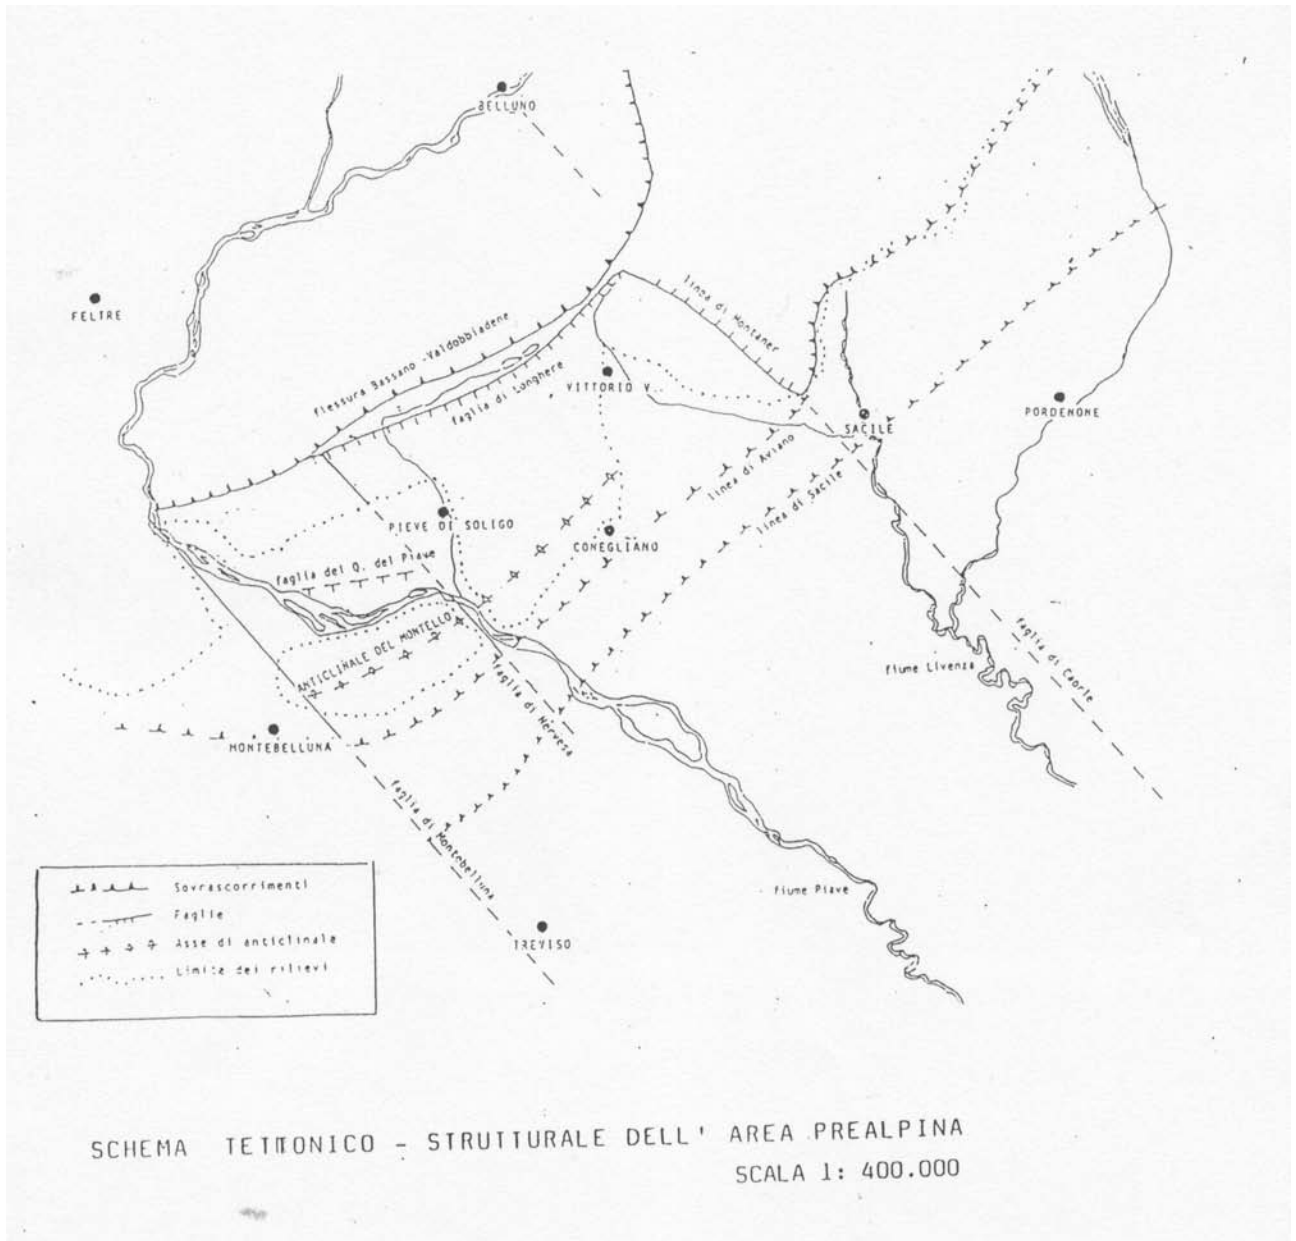 BELLUNO
FELTRE
linea di Montaner
flessura Bassano-Valdobbiadene
faglia di Longhere
VITTORIO V..
SACILE
PORDENONE
linea di Aviano
linea di Sacile
PIEVE DI SOLIGO
CONEGLIANO
faglia del Q. del Piave
ANTICLINALE DEL MONTELLO
faglia di Nervesa
faglia di Caorle
fiume Livenza
MONTEBELLUNA
faglia di Montebelluna
fiume Piave
TREVISO
Sovrascorrimenti
Faglie
Asse di anticlinale
Limite dei rilievi
SCHEMA TETTONICO - STRUTTURALE DELL' AREA PREALPINA
SCALA 1: 400.000